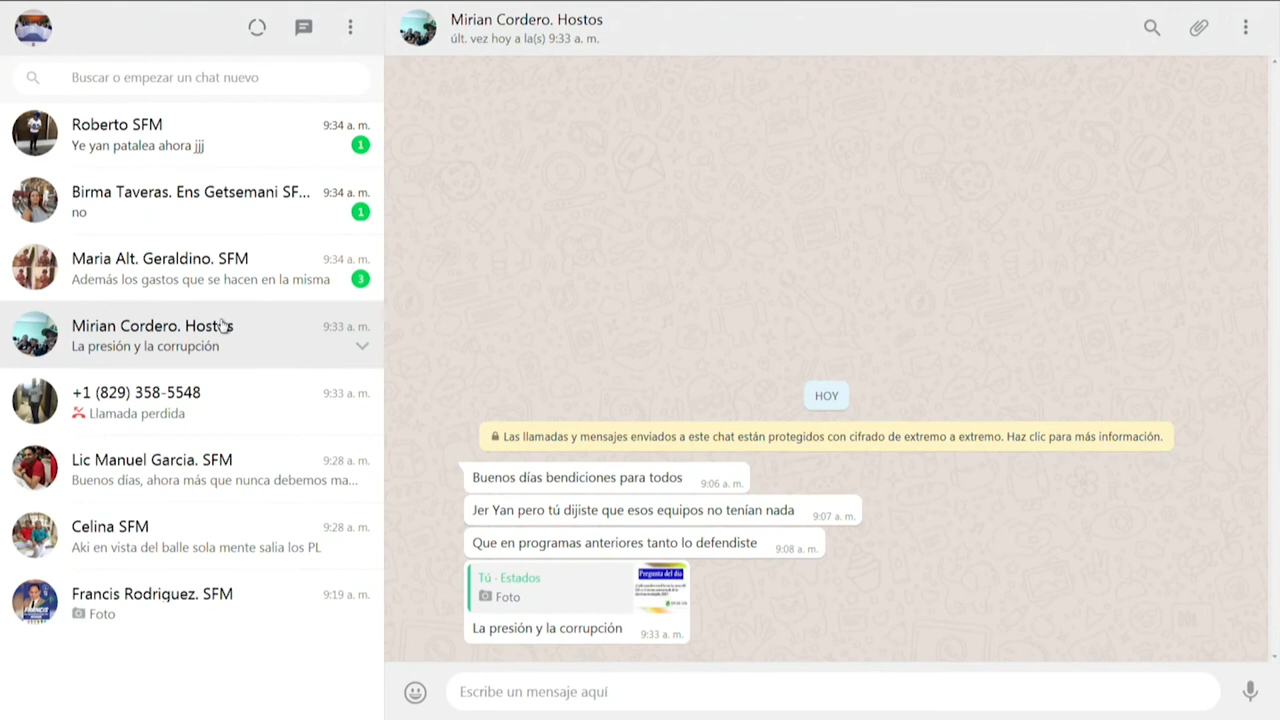 Buscar o empezar un chat nuevo
Roberto SFM
9:34 a. m.
Ye yan patalea ahora jjj
1
Birma Taveras. Ens Getsemani SF...
9:34 a. m.
no
1
Maria Alt. Geraldino. SFM
9:34 a. m.
Además los gastos que se hacen en la misma
3
Mirian Cordero. Hostos
9:33 a. m.
La presión y la corrupción
+1 (829) 358-5548
9:33 a. m.
Llamada perdida
Lic Manuel Garcia. SFM
9:28 a. m.
Buenos días, ahora más que nunca debemos ma...
Celina SFM
9:28 a. m.
Aki en vista del balle sola mente salia los PL
Francis Rodriguez. SFM
9:19 a. m.
Foto
Mirian Cordero. Hostos
últ. vez hoy a la(s) 9:33 a. m.
HOY
Las llamadas y mensajes enviados a este chat están protegidos con cifrado de extremo a extremo. Haz clic para más información.
Buenos días bendiciones para todos
9:06 a. m.
Jer Yan pero tú dijiste que esos equipos no tenían nada
9:07 a. m.
Que en programas anteriores tanto lo defendiste
9:08 a. m.
Tú · Estados
Foto
Pregunta del día
La presión y la corrupción
9:33 a. m.
Escribe un mensaje aquí